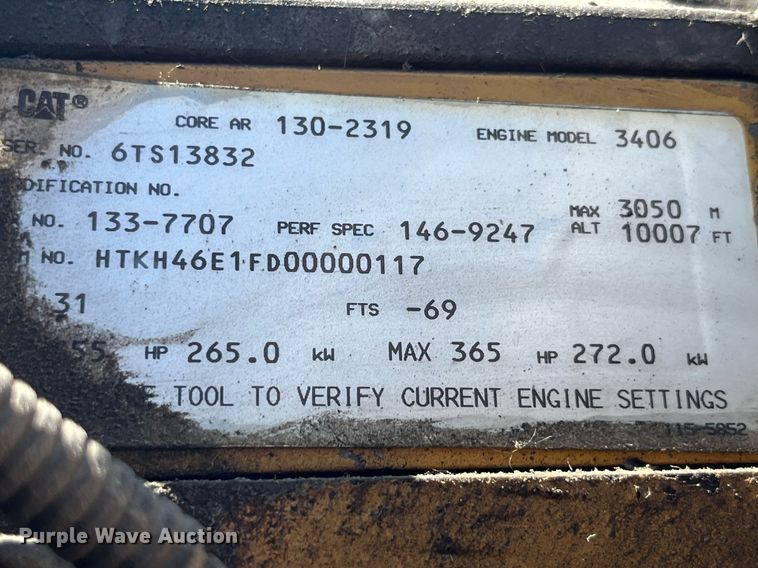 CAT®
CORE AR 130-2319 ENGINE MODEL 3406
SER. NO. 6TS13832
DIFICATION NO.
NO. 133-7707 PERF SPEC 146-9247 MAX ALT 3050 M 10007 FT
NO. HTKH46E1FD00000117
31 FTS -69
55 HP 265.0 kW MAX 365 HP 272.0 kW
TOOL TO VERIFY CURRENT ENGINE SETTINGS
115-5852
Purple Wave Auction